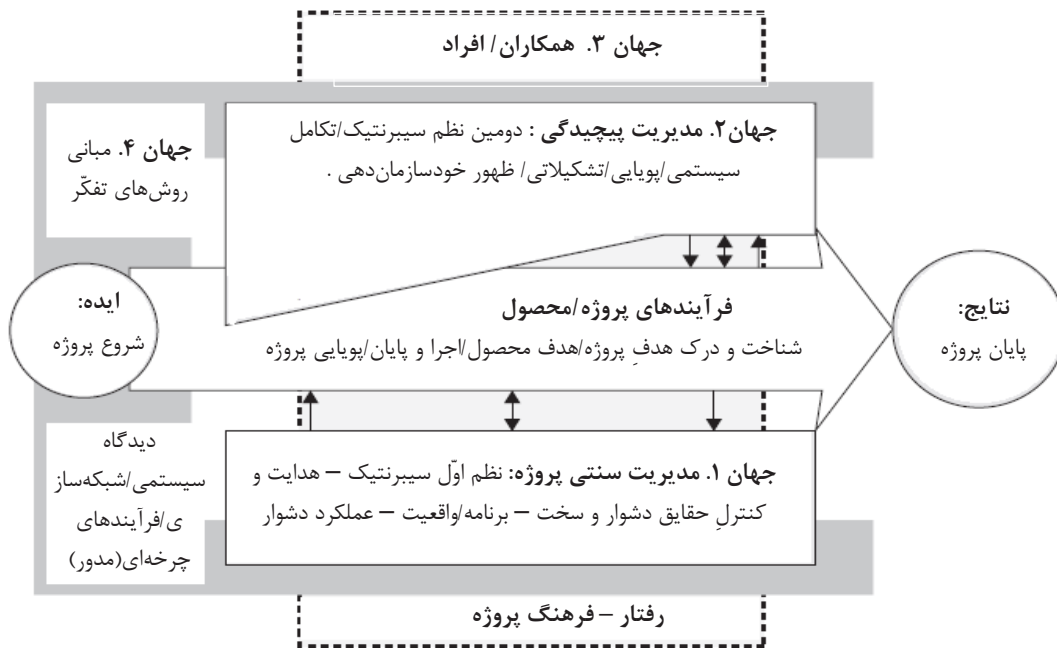 جهان ۳. همکاران/ افراد
جهان۲. مدیریت پیچیدگی : دومین نظم سیبرنتیک/تکامل
سیستمی/پویایی/تشکیلاتی/ ظهور خودسازمان‌دهی .
جهان ۴. مبانی
روش‌های تفکّر
ایده:
شروع پروژه
فرآیندهای پروژه/محصول
شناخت و درک هدفِ پروژه/هدف محصول/اجرا و پایان/پویایی پروژه
نتایج:
پایان پروژه
دیدگاه
سیستمی/شبکه‌ساز
ی/فرآیندهای
چرخه‌ای(مدور)
جهان ۱. مدیریت سنتی پروژه: نظم اوّل سیبرنتیک – هدایت و
کنترلِ حقایق دشوار و سخت – برنامه/واقعیت – عملکرد دشوار
رفتار – فرهنگ پروژه